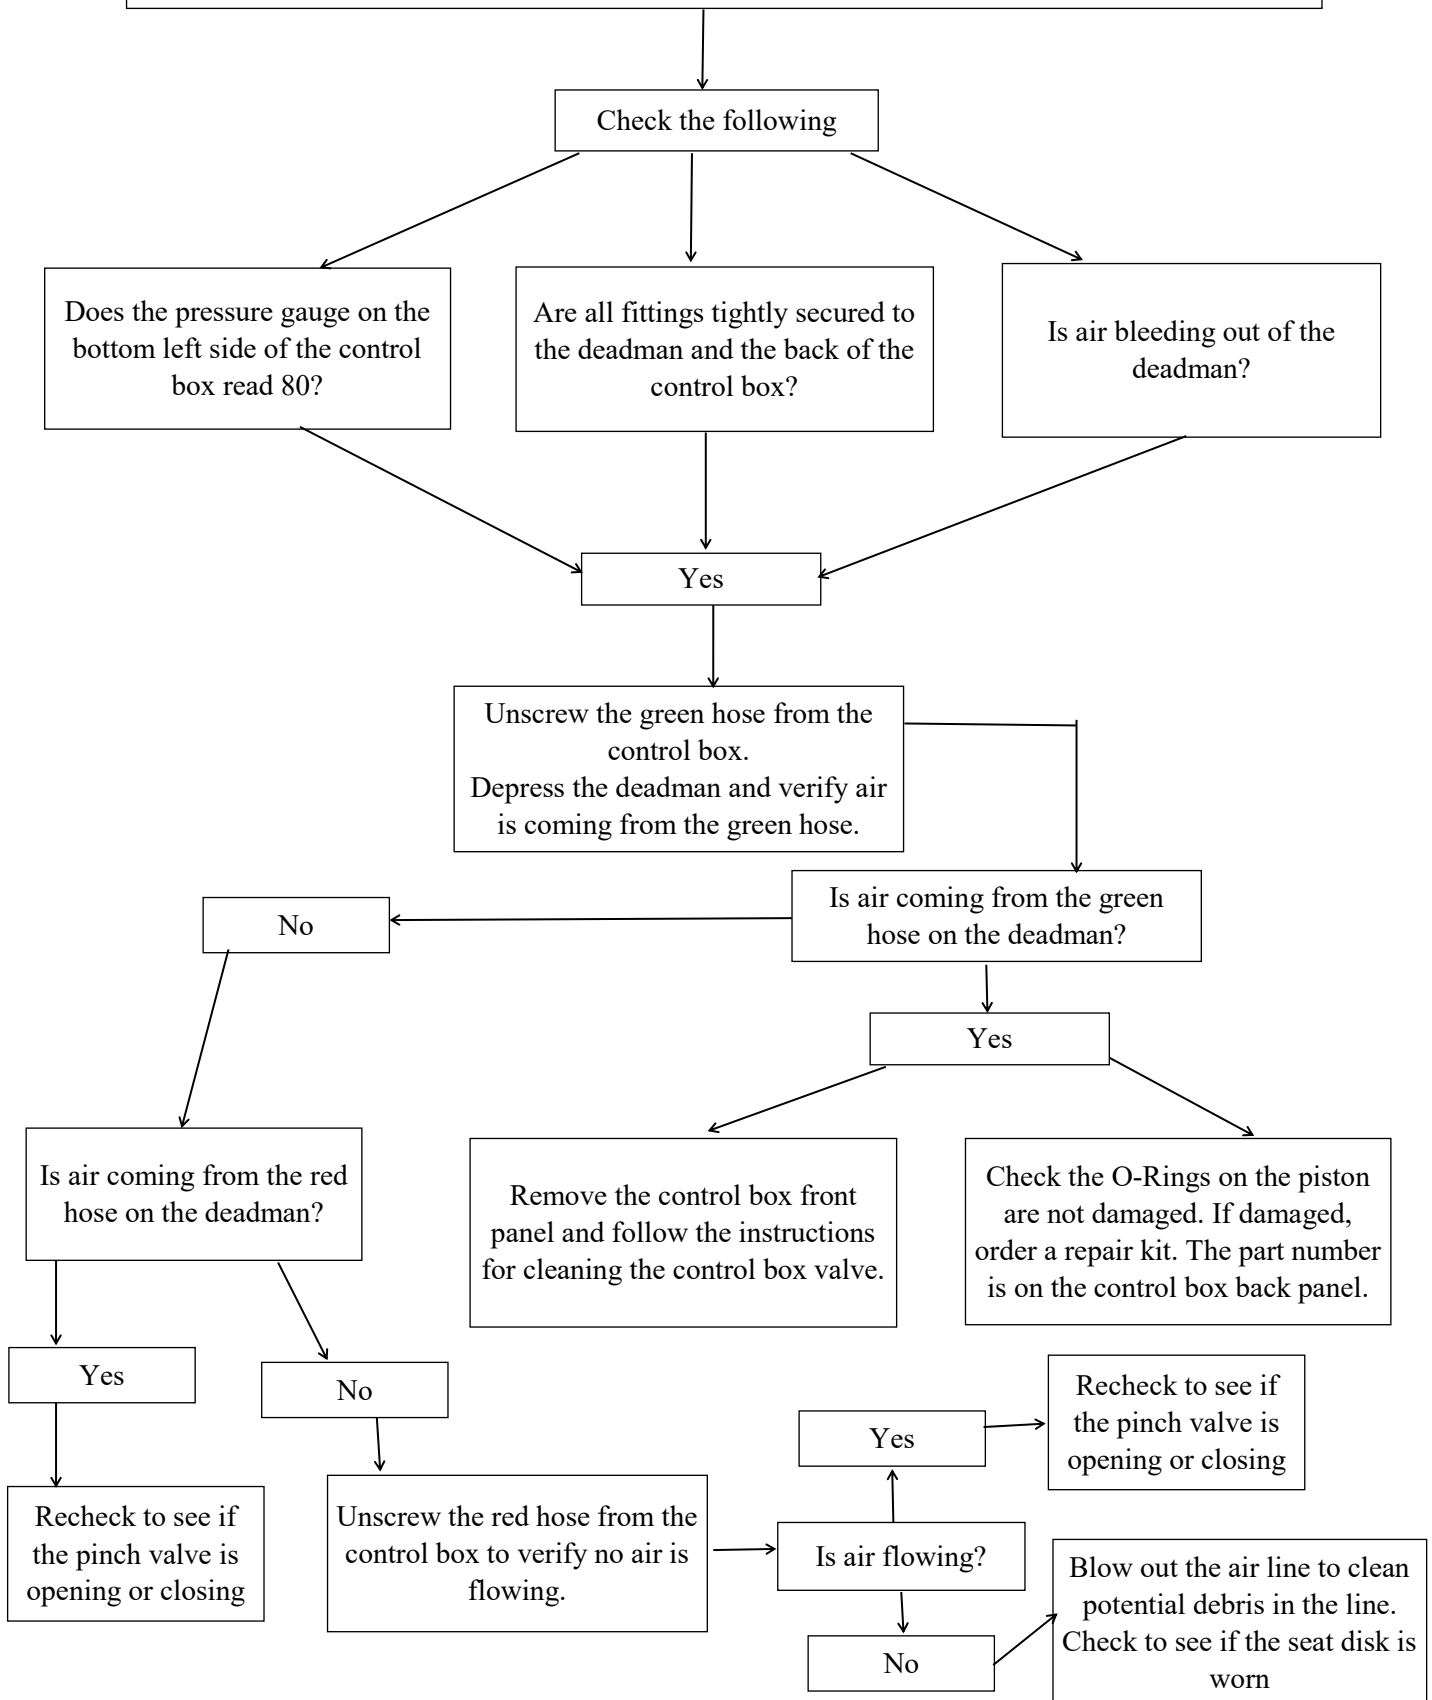 Check the following
Does the pressure gauge on the
bottom left side of the control
box read 80?
Are all fittings tightly secured to
the deadman and the back of the
control box?
Is air bleeding out of the
deadman?
Yes
Unscrew the green hose from the
control box.
Depress the deadman and verify air
is coming from the green hose.
Is air coming from the green
hose on the deadman?
No
Yes
Is air coming from the red
hose on the deadman?
Remove the control box front
panel and follow the instructions
for cleaning the control box valve.
Check the O-Rings on the piston
are not damaged. If damaged,
order a repair kit. The part number
is on the control box back panel.
Yes
No
Yes
Recheck to see if
the pinch valve is
opening or closing
Recheck to see if
the pinch valve is
opening or closing
Unscrew the red hose from the
control box to verify no air is
flowing.
Is air flowing?
Blow out the air line to clean
potential debris in the line.
Check to see if the seat disk is
worn
No